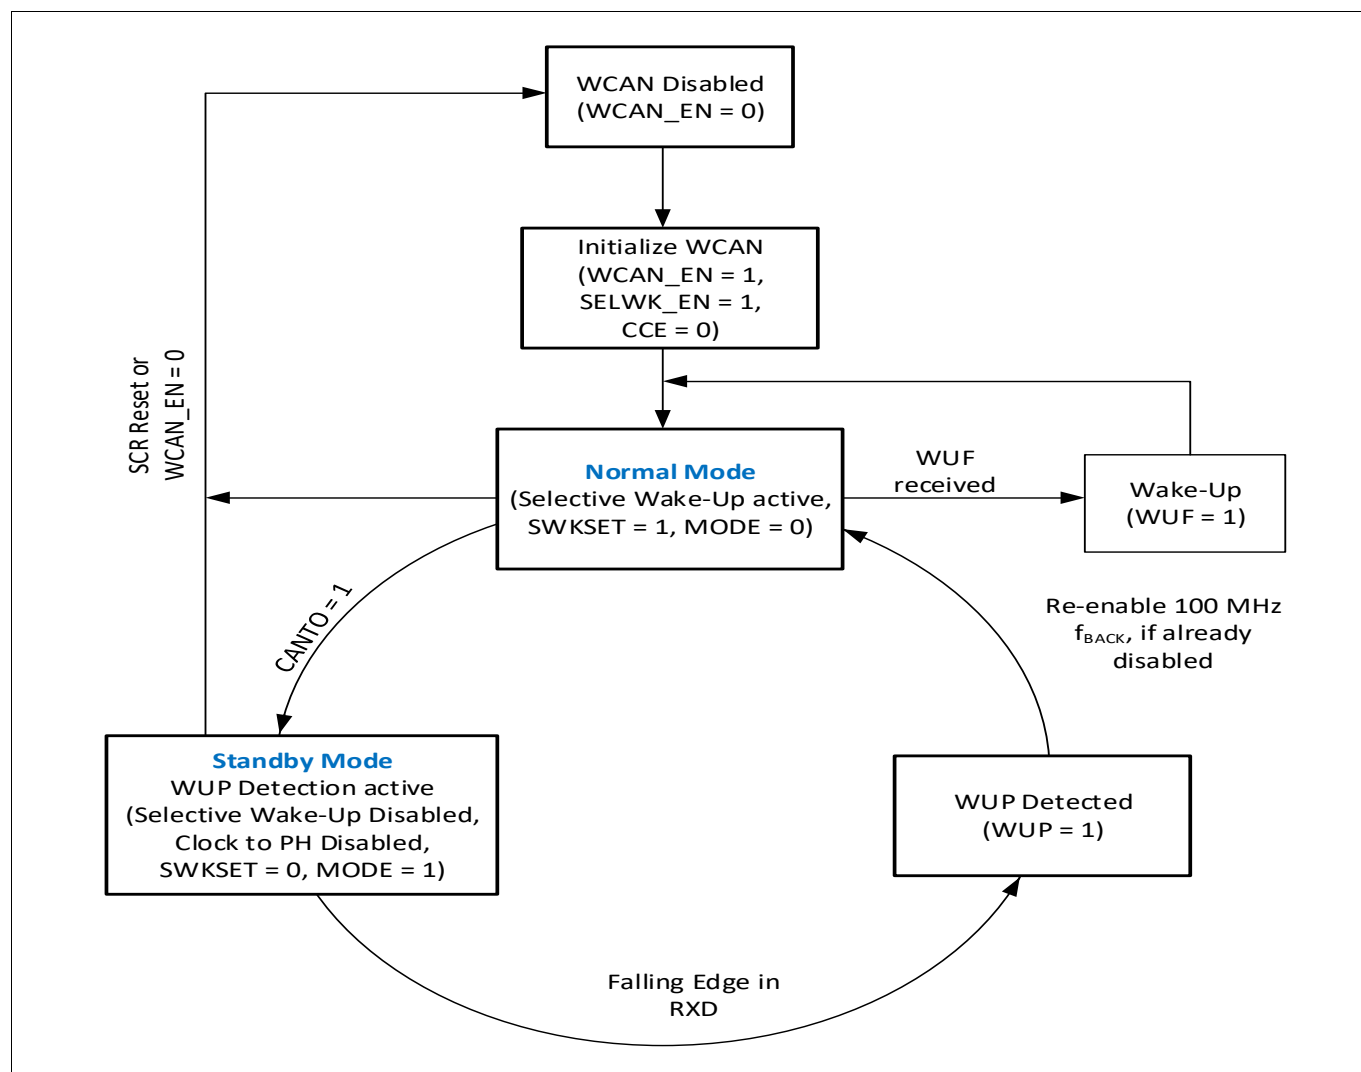 WCAN Disabled
(WCAN_EN = 0)
Initialize WCAN
(WCAN_EN = 1,
SELWK_EN = 1,
CCE = 0)
SCR Reset or
WCAN_EN = 0
Normal Mode
(Selective Wake-Up active,
SWKSET = 1, MODE = 0)
WUF
received
Wake-Up
(WUF = 1)
CANTO = 1
Re-enable 100 MHz
fBACK, if already
disabled
Standby Mode
WUP Detection active
(Selective Wake-Up Disabled,
Clock to PH Disabled,
SWKSET = 0, MODE = 1)
WUP Detected
(WUP = 1)
Falling Edge in
RXD